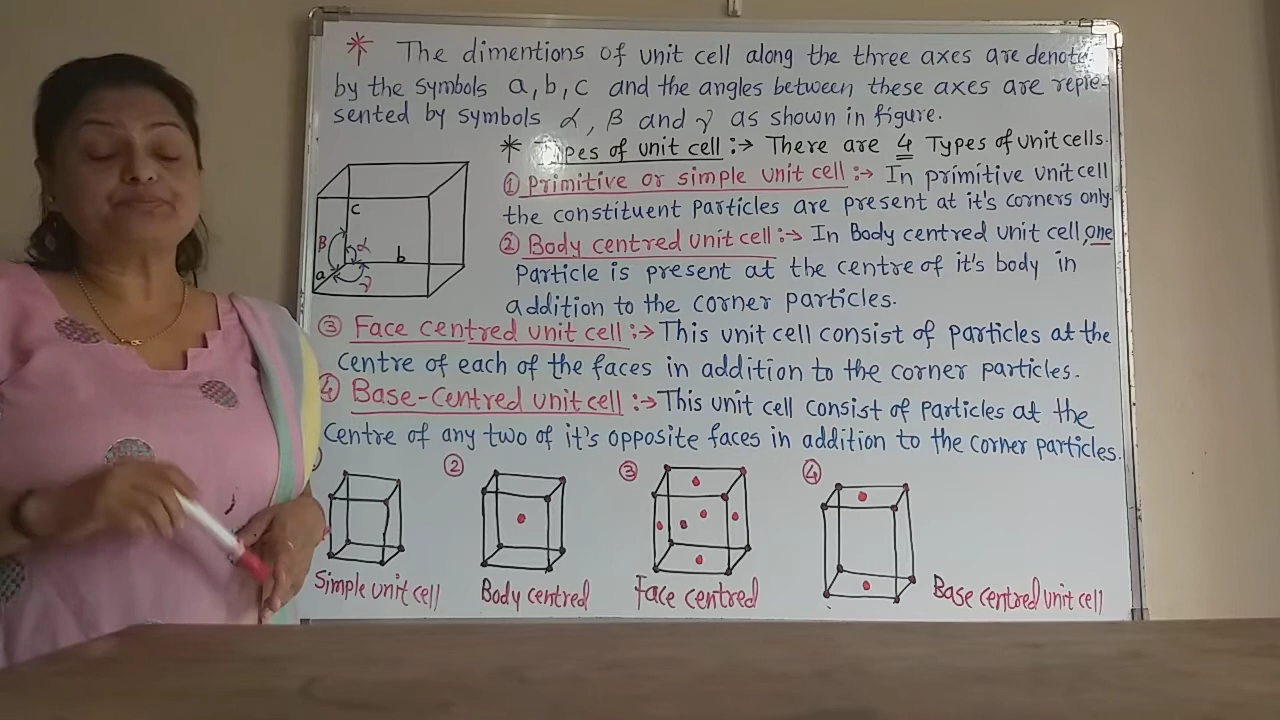 * The dimentions of unit cell along the three axes are denote
by the symbols a, b, c and the angles between these axes are repre-
sented by symbols α, β and γ as shown in figure.
* Types of unit cell :→ There are 4 Types of unit cells.
① Primitive or simple unit cell :→ In primitive unit cell
the constituent particles are present at it's corners only.
② Body centred unit cell :→ In Body centred unit cell, one
Particle is present at the centre of it's body in
addition to the corner particles.
c
B α
a b
γ
③ Face centred unit cell :→ This unit cell consist of particles at the
centre of each of the faces in addition to the corner particles.
④ Base-centred unit cell :→ This unit cell consist of particles at the
centre of any two of it's opposite faces in addition to the corner particles.
② ③ ④
Simple unit cell Body centred Face centred Base centred unit cell